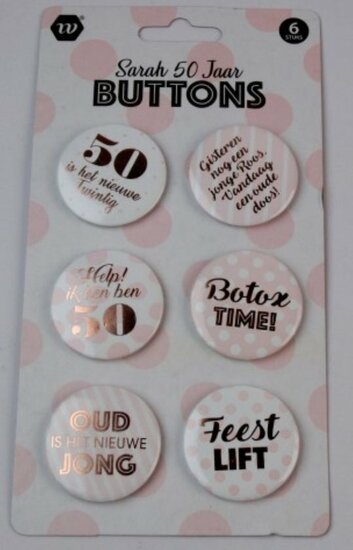 W
6
STUKS
Sarah 50 Jaar
BUTTONS
50
is het nieuwe
Twintig
Gisteren
nog een
jonge Roos,
Vandaag
een oude
doos!
Help!
ik ben
50
Botox
TIME!
OUD
IS HET NIEUWE
JONG
Feest
LIFT